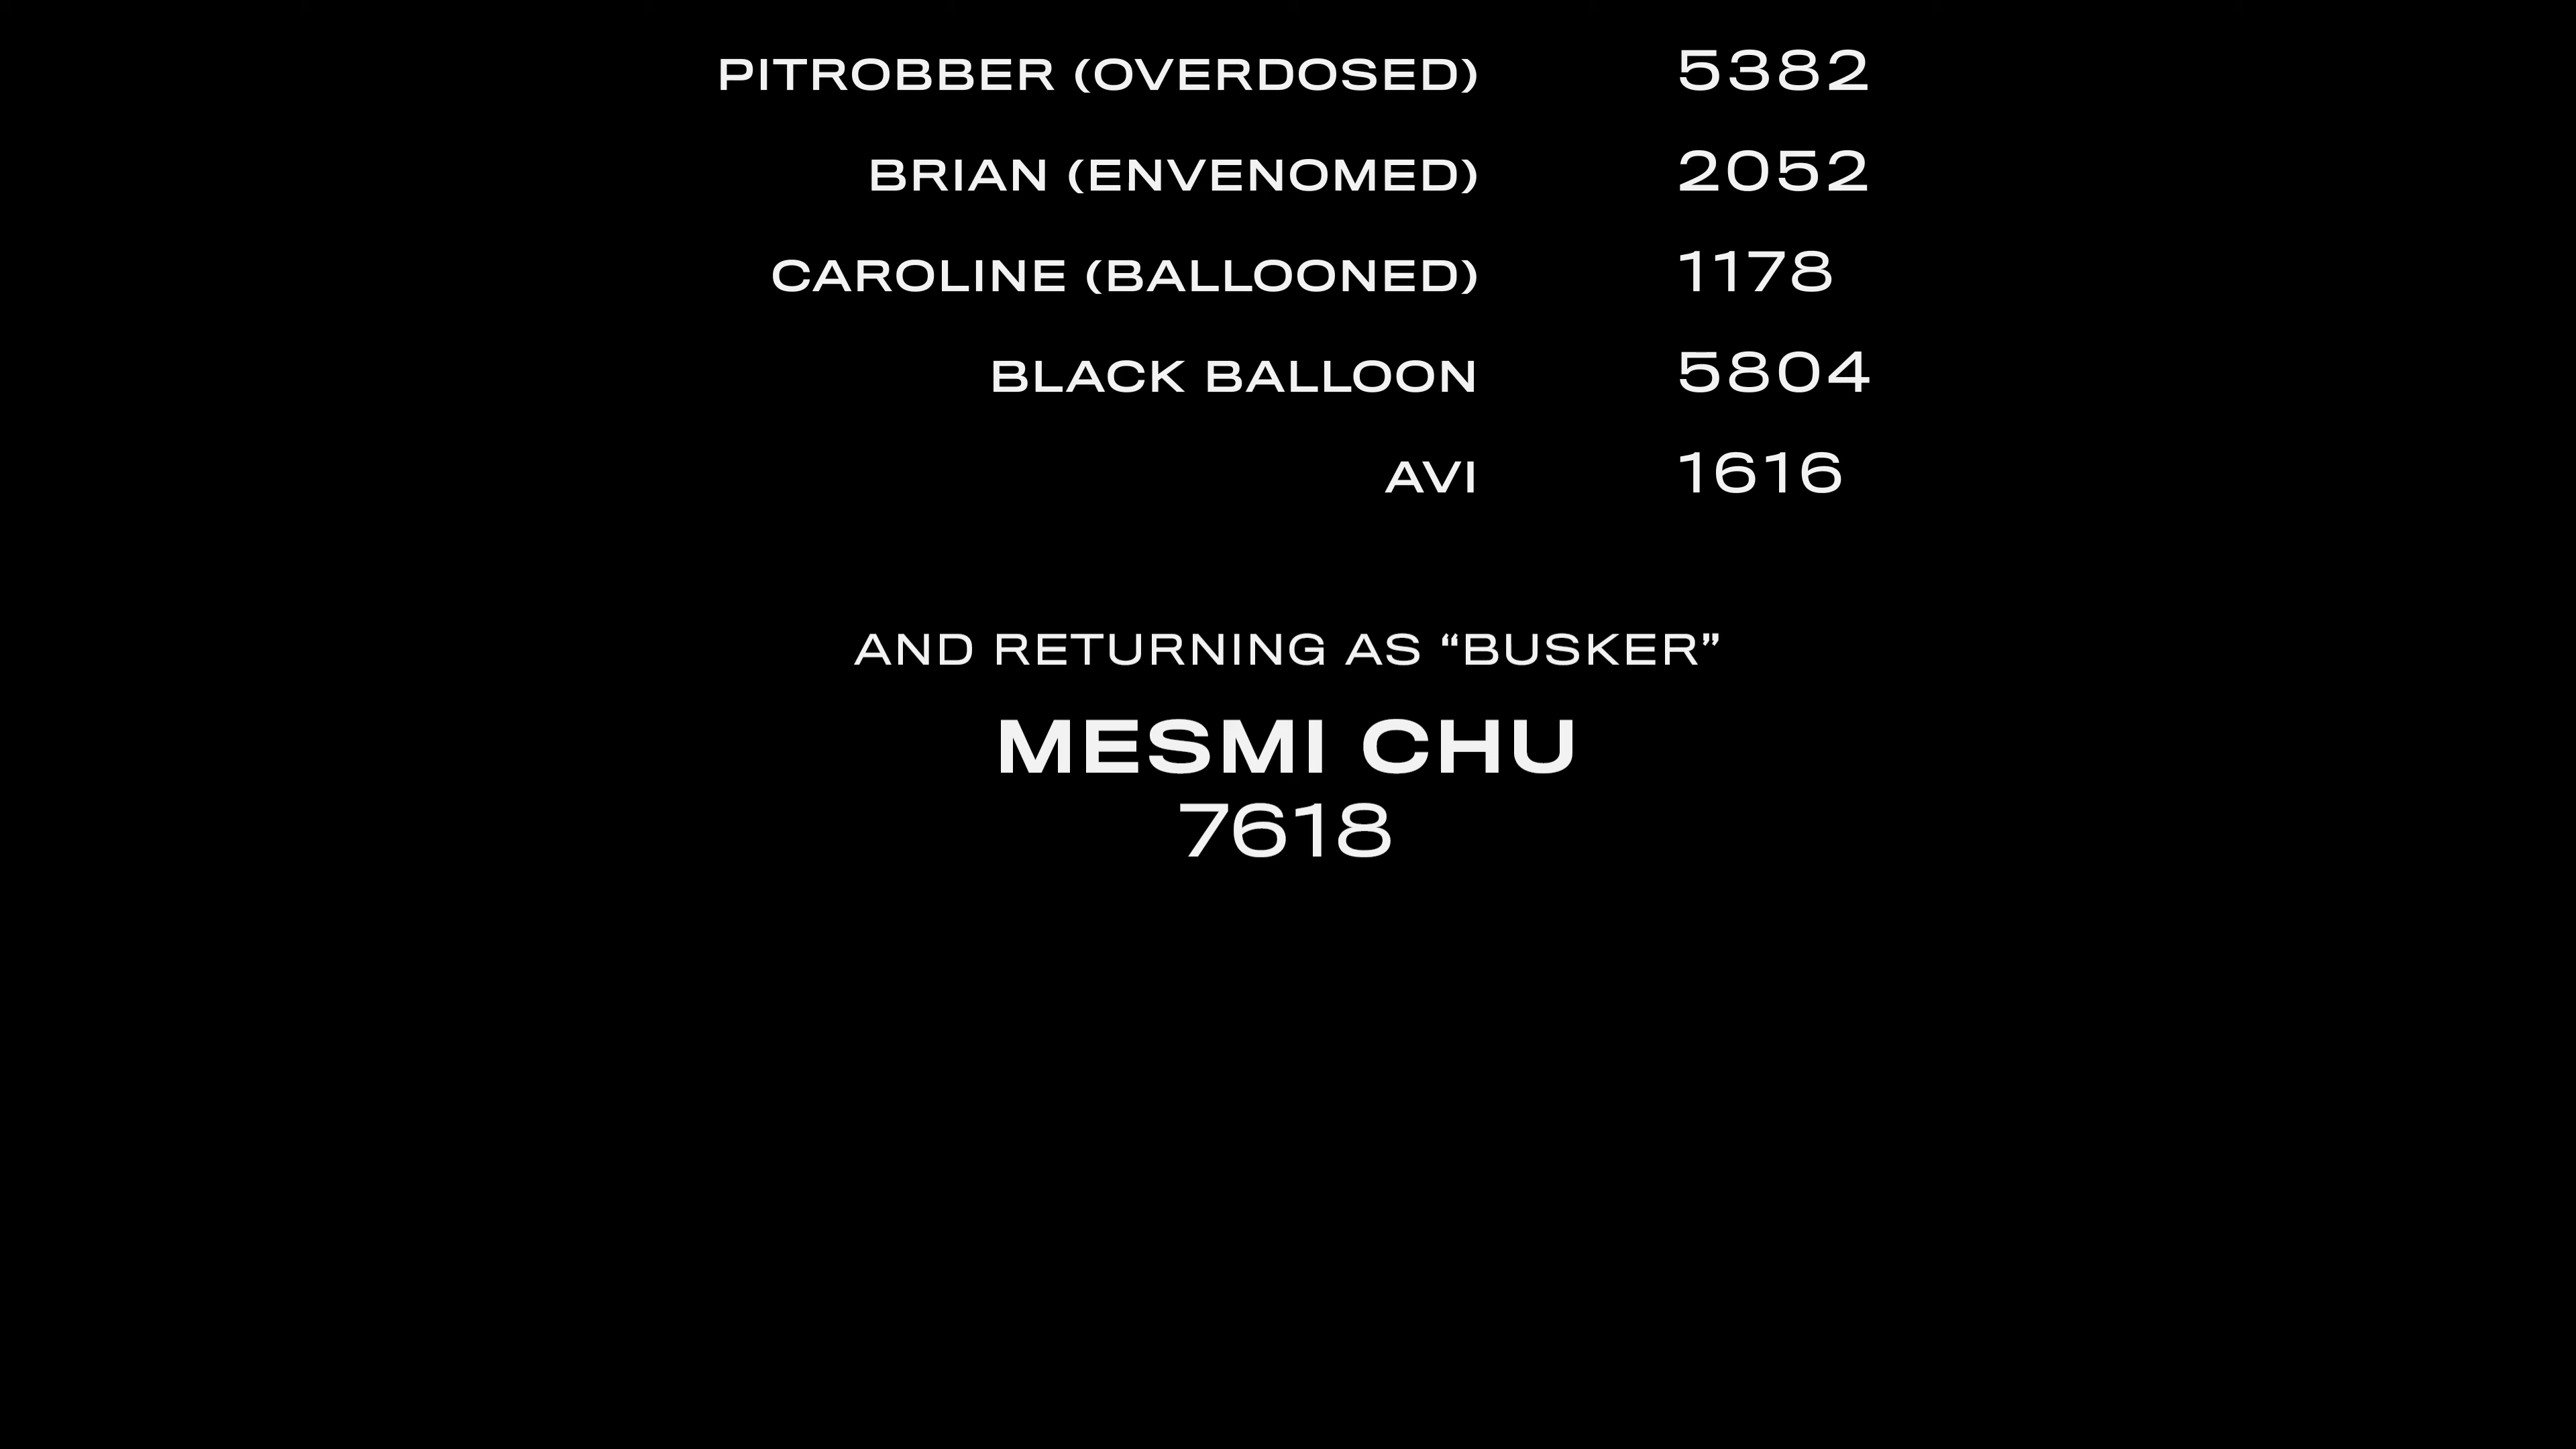 PITROBBER (OVERDOSED) 5382
BRIAN (ENVENOMED) 2052
CAROLINE (BALLOONED) 1178
BLACK BALLOON 5804
AVI 1616
AND RETURNING AS “BUSKER”
MESMI CHU
7618